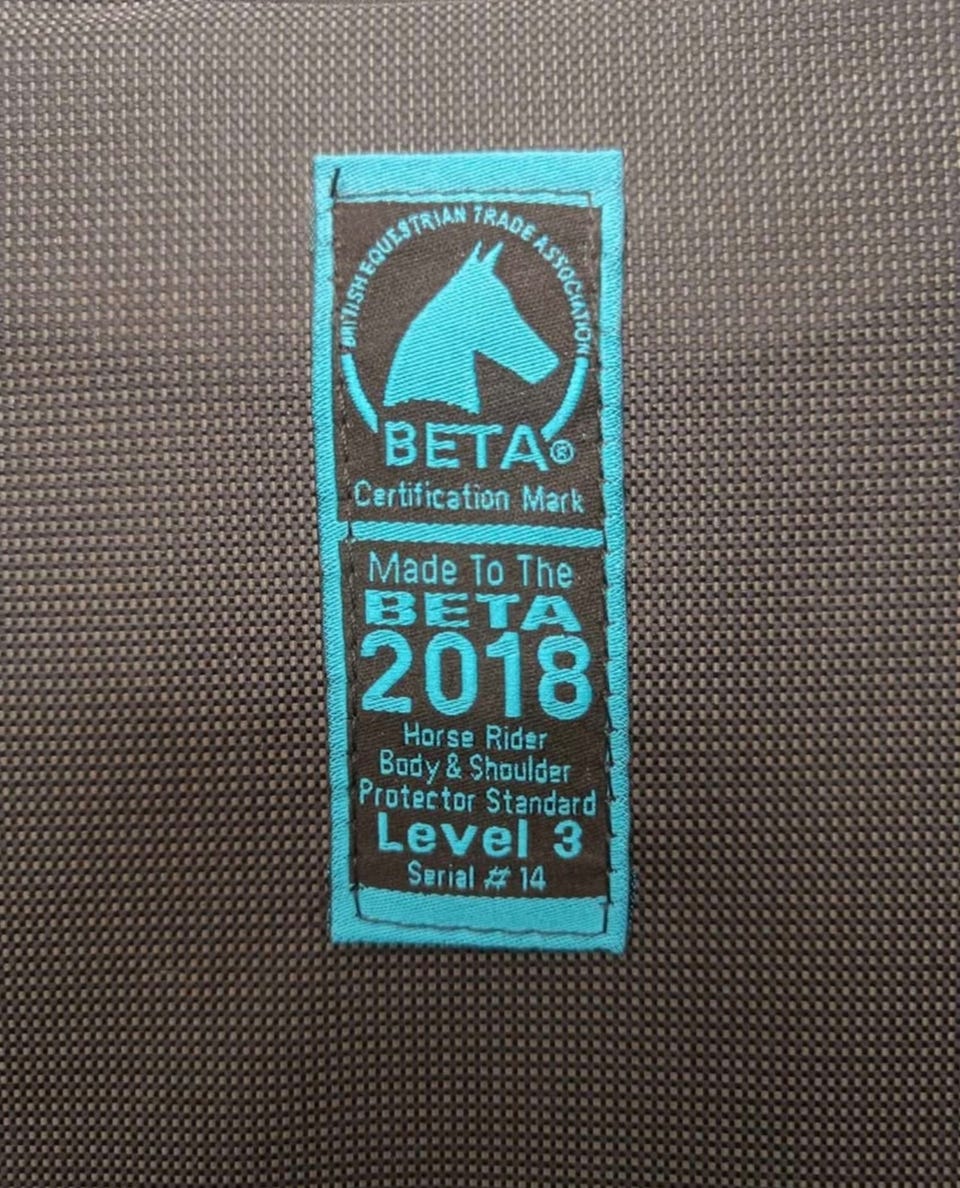 BRITISH EQUESTRIAN TRADE ASSOCIATION
BETA®
Certification Mark
Made To The
BETA
2018
Horse Rider
Body & Shoulder
Protector Standard
Level 3
Serial # 14